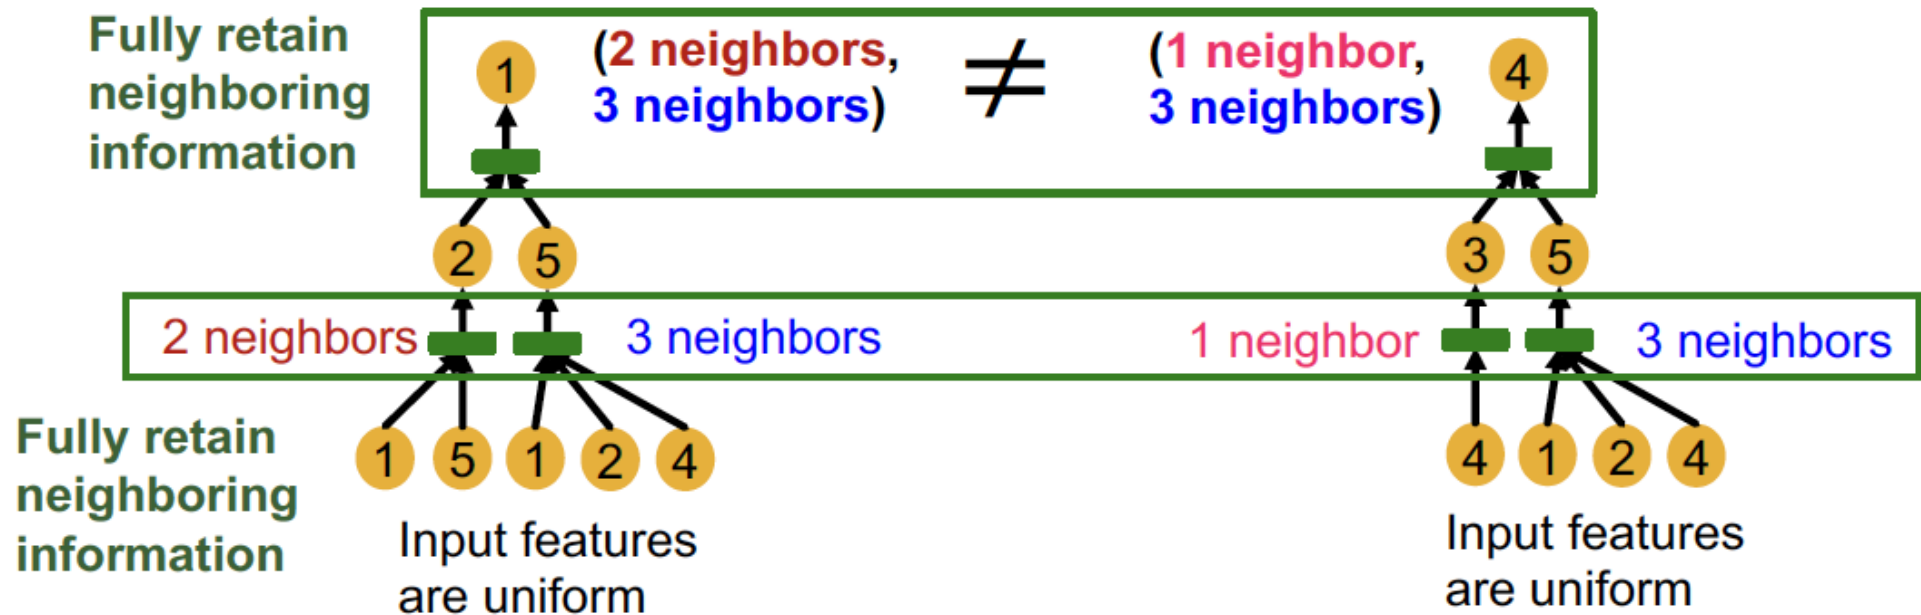 Fully retain
neighboring
information
1
(2 neighbors,
3 neighbors)
≠
(1 neighbor,
3 neighbors)
4
2 5
3 5
2 neighbors
3 neighbors
1 neighbor
3 neighbors
Fully retain
neighboring
information
1 5 1 2 4
4 1 2 4
Input features
are uniform
Input features
are uniform